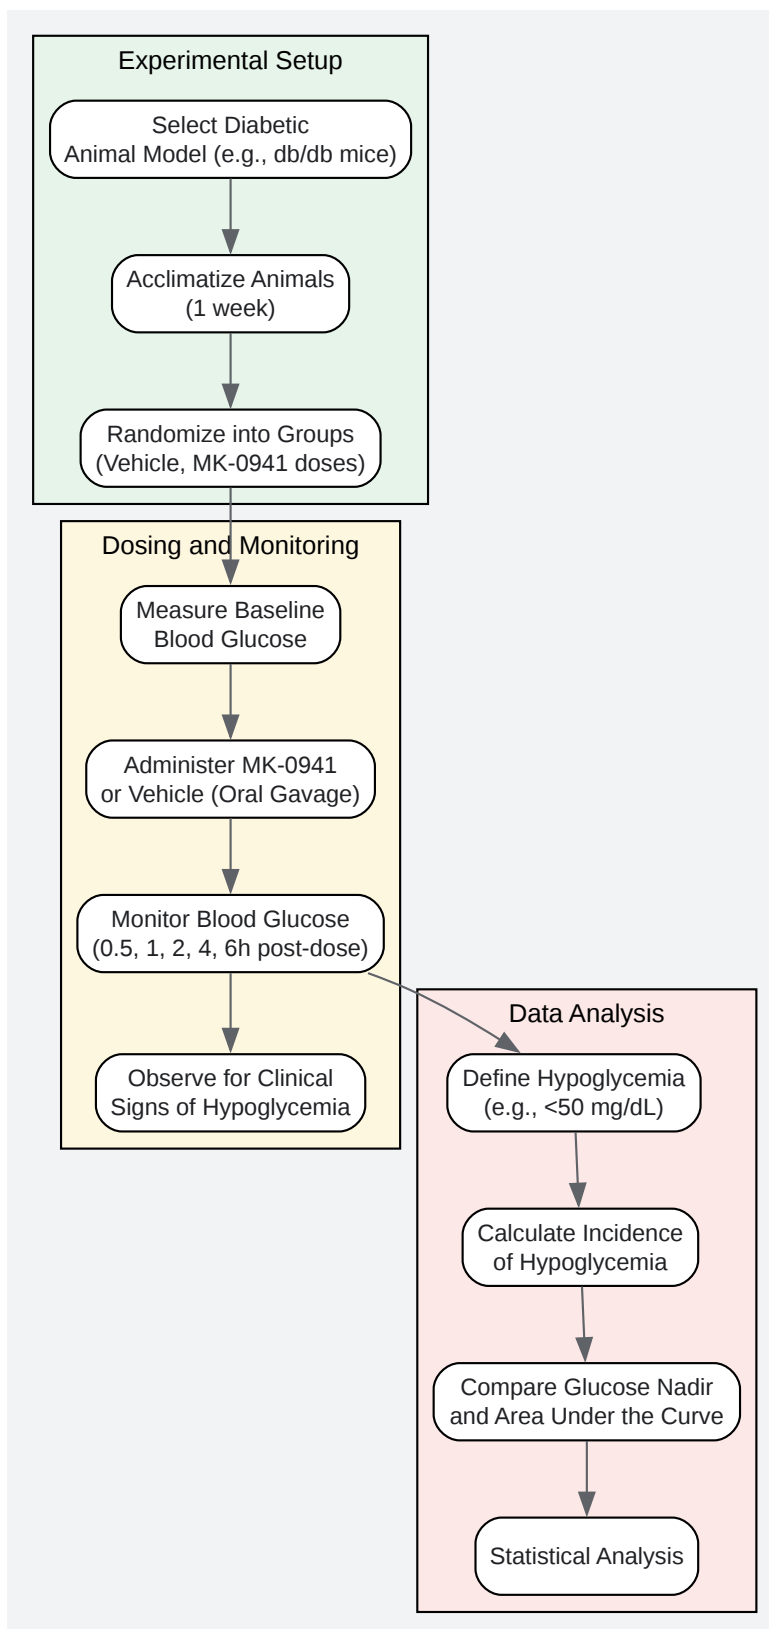 Experimental Setup
Select Diabetic
Animal Model (e.g., db/db mice)
Acclimatize Animals
(1 week)
Randomize into Groups
(Vehicle, MK-0941 doses)
Dosing and Monitoring
Measure Baseline
Blood Glucose
Administer MK-0941
or Vehicle (Oral Gavage)
Monitor Blood Glucose
(0.5, 1, 2, 4, 6h post-dose)
Observe for Clinical
Signs of Hypoglycemia
Data Analysis
Define Hypoglycemia
(e.g., <50 mg/dL)
Calculate Incidence
of Hypoglycemia
Compare Glucose Nadir
and Area Under the Curve
Statistical Analysis